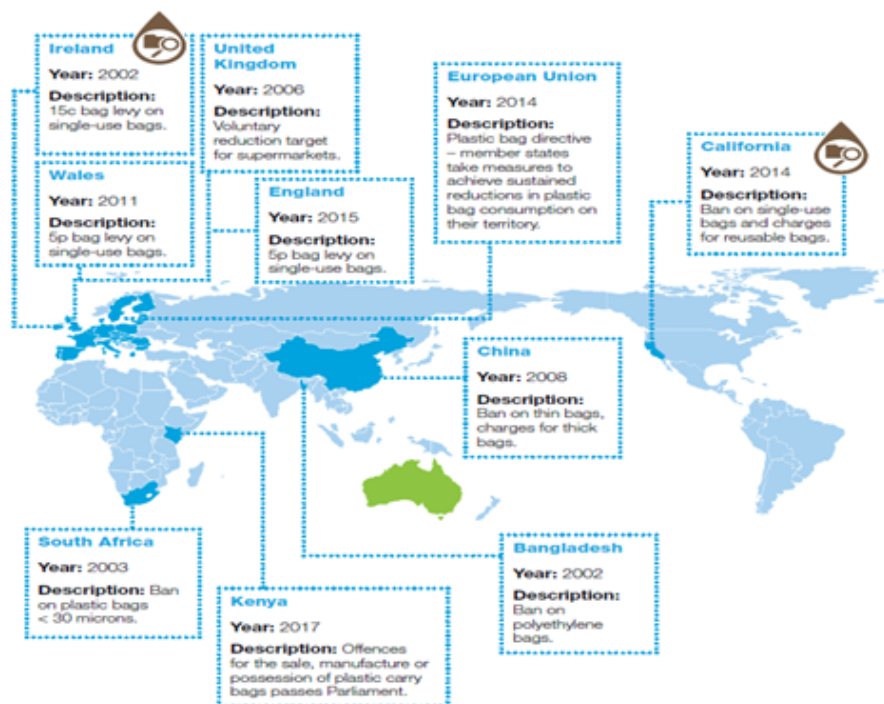 Ireland
Year: 2002
Description:
15c bag levy on
single-use bags.
United
Kingdom
Year: 2006
Description:
Voluntary
reduction target
for supermarkets.
European Union
Year: 2014
Description:
Plastic bag directive
– member states
take measures to
achieve sustained
reductions in plastic
bag consumption on
their territory.
California
Year: 2014
Description:
Ban on single-use
bags and charges
for reusable bags.
Wales
Year: 2011
Description:
5p bag levy on
single-use bags.
England
Year: 2015
Description:
5p bag levy on
single-use bags.
China
Year: 2008
Description:
Ban on thin bags,
charges for thick
bags.
South Africa
Year: 2003
Description: Ban
on plastic bags
< 30 microns.
Kenya
Year: 2017
Description: Offences
for the sale, manufacture or
possession of plastic carry
bags passes Parliament.
Bangladesh
Year: 2002
Description:
Ban on
polyethylene
bags.